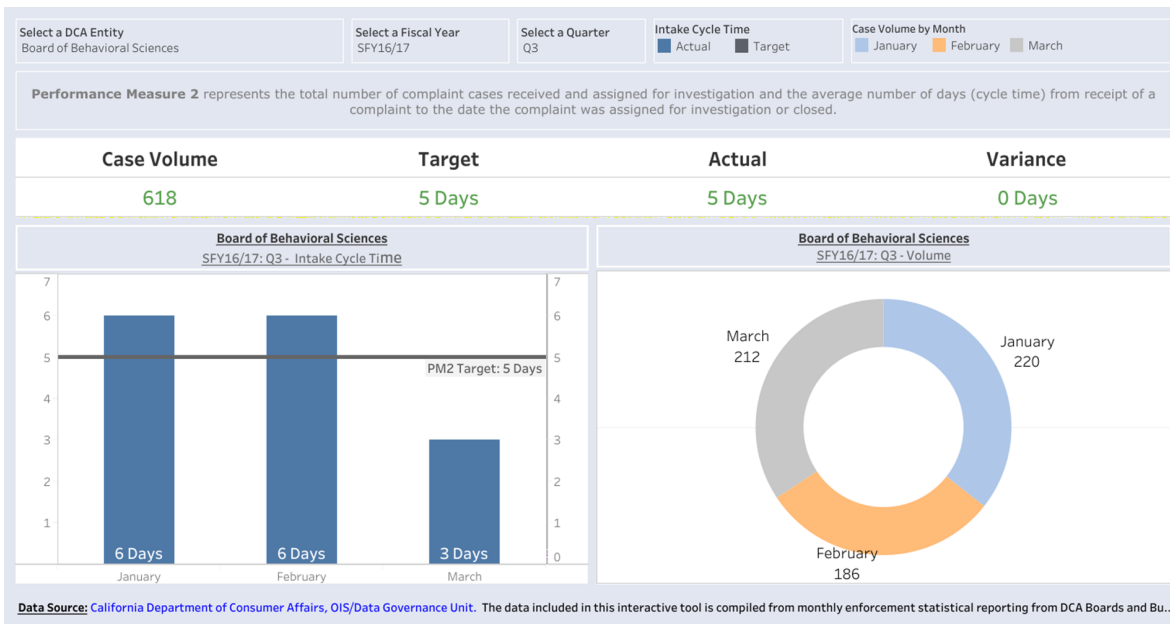 Select a DCA Entity
Board of Behavioral Sciences
Select a Fiscal Year
SFY16/17
Select a Quarter
Q3
Intake Cycle Time
Actual
Target
Case Volume by Month
January
February
March
Performance Measure 2 represents the total number of complaint cases received and assigned for investigation and the average number of days (cycle time) from receipt of a
complaint to the date the complaint was assigned for investigation or closed.
Case Volume
Target
Actual
Variance
618
5 Days
5 Days
0 Days
Board of Behavioral Sciences
SFY16/17: Q3 - Intake Cycle Time
7
6
5
4
3
2
1
7
6
5
4
3
2
1
0
PM2 Target: 5 Days
6 Days
6 Days
3 Days
January
February
March
Board of Behavioral Sciences
SFY16/17: Q3 - Volume
March
212
January
220
February
186
Data Source: California Department of Consumer Affairs, OIS/Data Governance Unit. The data included in this interactive tool is compiled from monthly enforcement statistical reporting from DCA Boards and Bu..